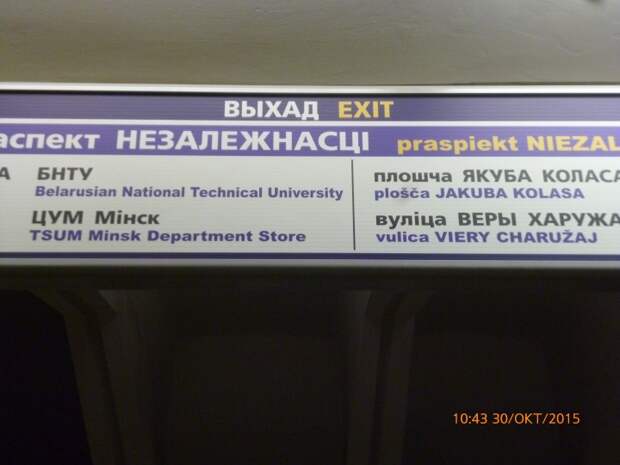 ВЫХАД EXIT
аспект НЕЗАЛЕЖНАСЦІ praspiekt NIEZAL
А БНТУ
Belarusian National Technical University
ЦУМ Мінск
TSUM Minsk Department Store
плошча ЯКУБА КОЛАСА
plošča JAKUBA KOLASA
вуліца ВЕРЫ ХАРУЖА
vulica VIERY CHARUŽAJ
10:43 30/ОКТ/2015